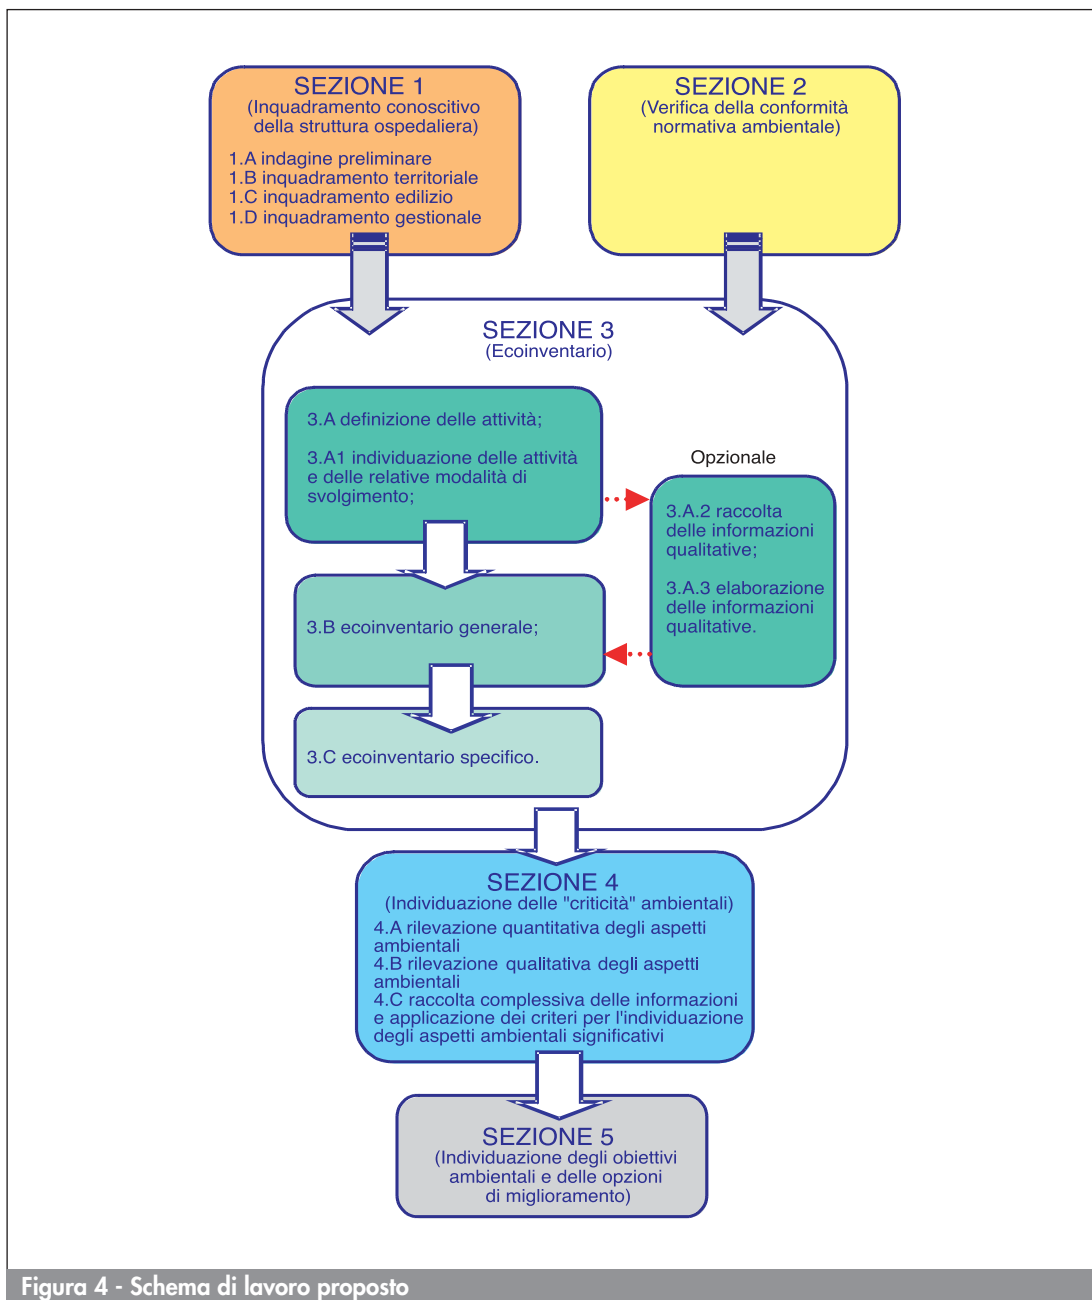 SEZIONE 1
(Inquadramento conoscitivo
della struttura ospedaliera)
1.A indagine preliminare
1.B inquadramento territoriale
1.C inquadramento edilizio
1.D inquadramento gestionale
SEZIONE 2
(Verifica della conformità
normativa ambientale)
SEZIONE 3
(Ecoinventario)
3.A definizione delle attività;
3.A1 individuazione delle attività
e delle relative modalità di
svolgimento;
Opzionale
3.A.2 raccolta
delle informazioni
qualitative;
3.A.3 elaborazione
delle informazioni
qualitative.
3.B ecoinventario generale;
3.C ecoinventario specifico.
SEZIONE 4
(Individuazione delle "criticità" ambientali)
4.A rilevazione quantitativa degli aspetti
ambientali
4.B rilevazione qualitativa degli aspetti
ambientali
4.C raccolta complessiva delle informazioni
e applicazione dei criteri per l'individuazione
degli aspetti ambientali significativi
SEZIONE 5
(Individuazione degli obiettivi
ambientali e delle opzioni
di miglioramento)
Figura 4 - Schema di lavoro proposto